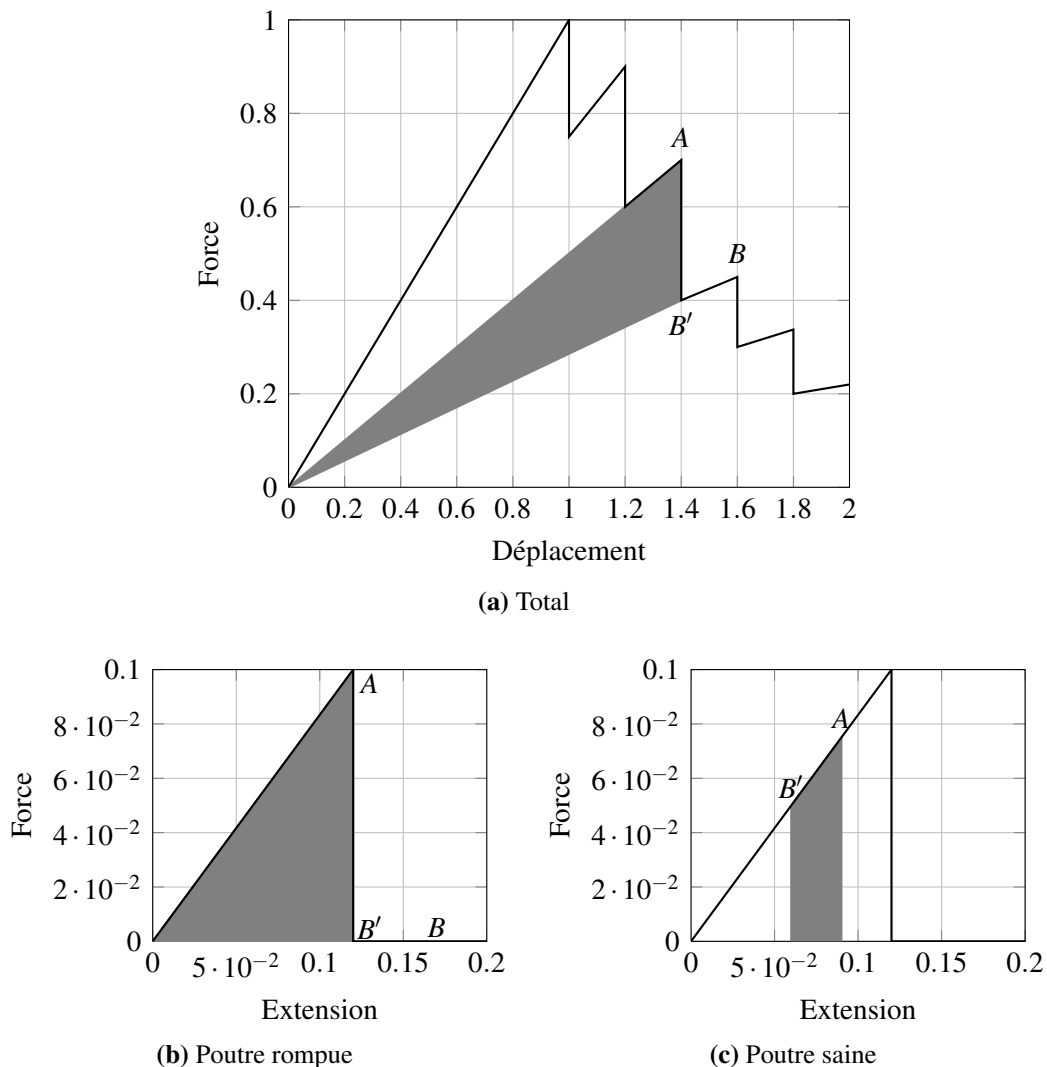 1
0.8
0.6
0.4
0.2
0
Force
A
B
B′
0 0.2 0.4 0.6 0.8 1 1.2 1.4 1.6 1.8 2
Déplacement
(a) Total
0.1
8 · 10⁻²
6 · 10⁻²
4 · 10⁻²
2 · 10⁻²
0
Force
A
B′ B
0 5 · 10⁻² 0.1 0.15 0.2
Extension
(b) Poutre rompue
0.1
8 · 10⁻²
6 · 10⁻²
4 · 10⁻²
2 · 10⁻²
0
Force
A
B′
0 5 · 10⁻² 0.1 0.15 0.2
Extension
(c) Poutre saine